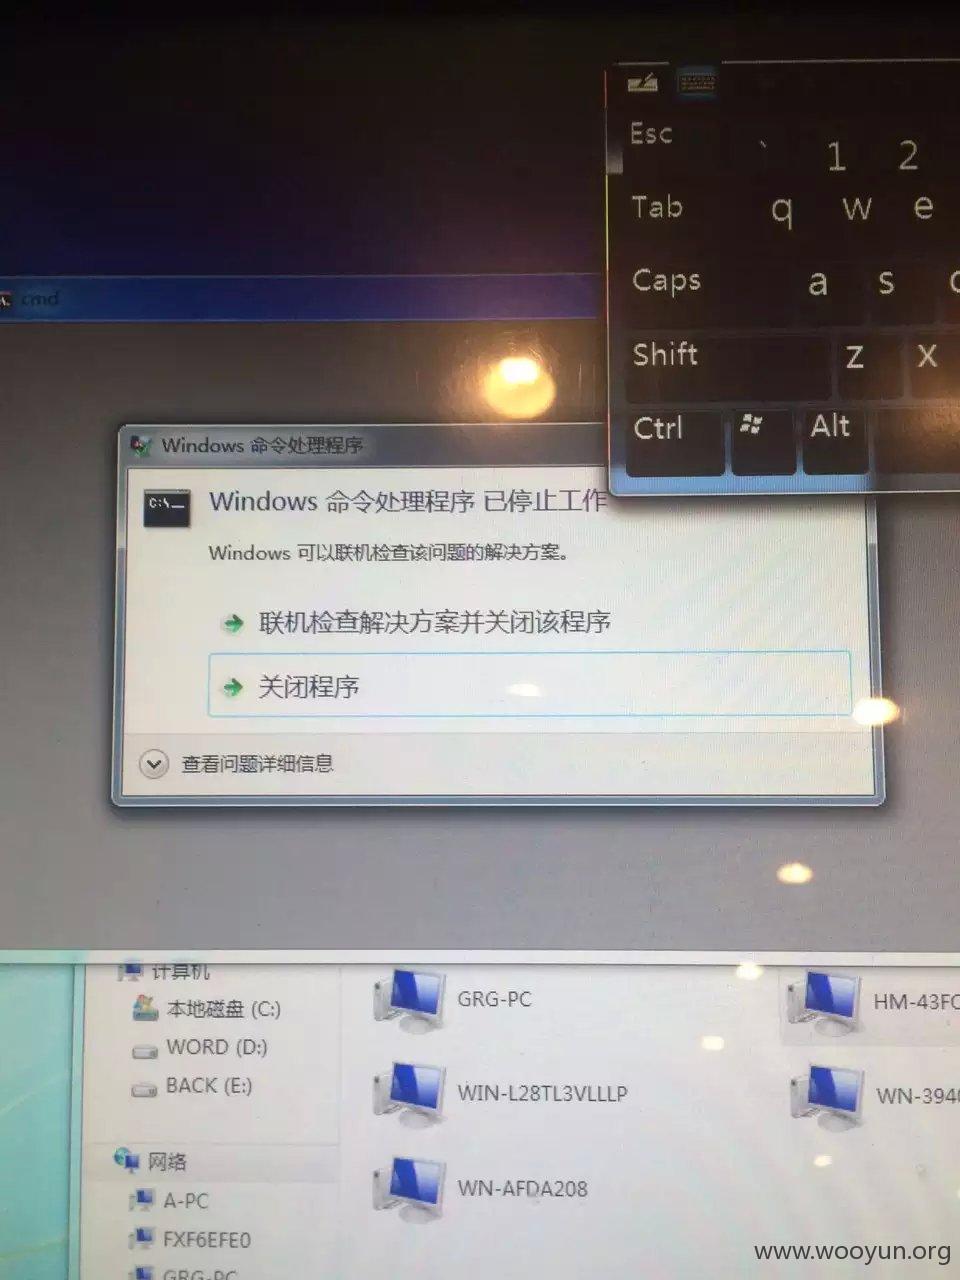 Esc
` 1 2
Tab q w e
cmd
Caps a s
Shift z x
Ctrl Alt
Windows 命令处理程序
C:\
Windows 命令处理程序 已停止工作
Windows 可以联机检查该问题的解决方案。
联机检查解决方案并关闭该程序
关闭程序
查看问题详细信息
计算机
本地磁盘 (C:)
WORD (D:)
BACK (E:)
网络
A-PC
FXF6EFE0
GRG-PC
GRG-PC
HM-43FC
WIN-L28TL3VLLLP
WN-394
WN-AFDA208
www.wooyun.org